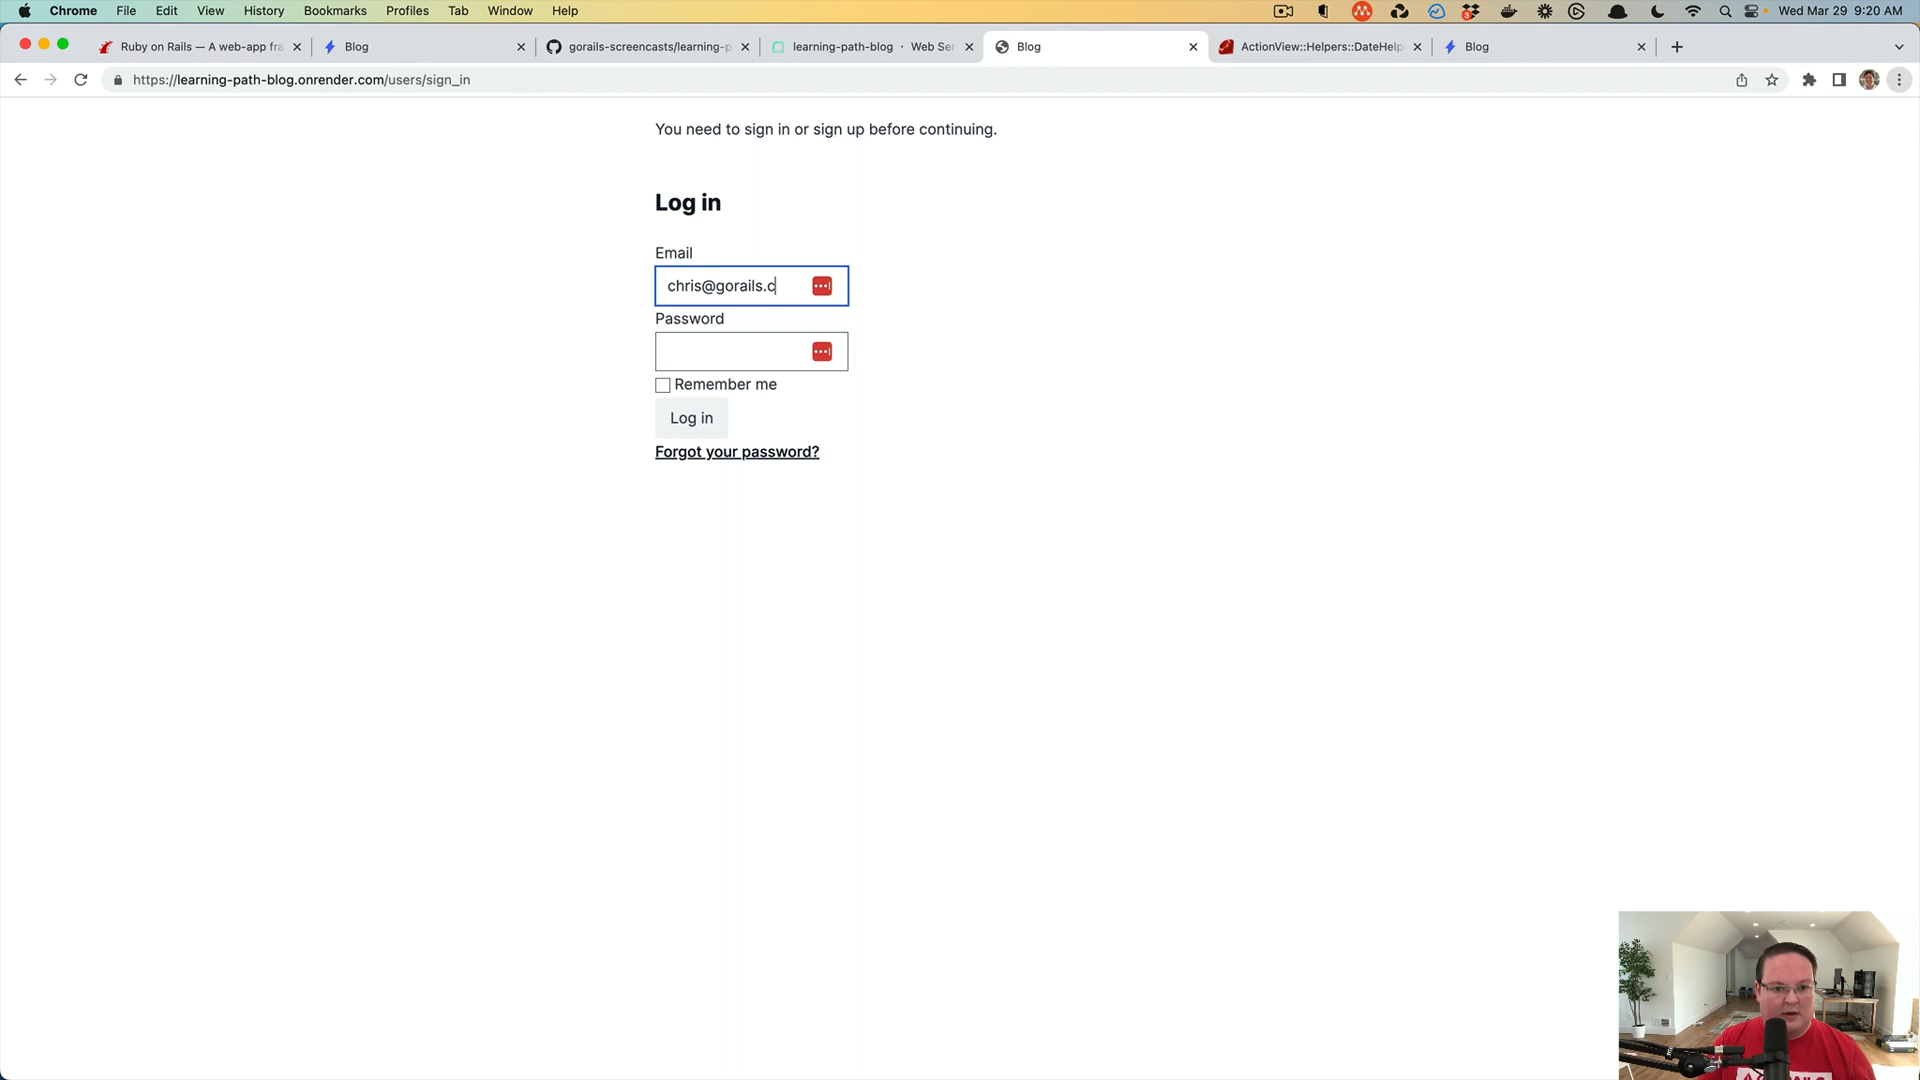 Chrome File Edit View History Bookmarks Profiles Tab Window Help
3
Wed Mar 29 9:20 AM
Ruby on Rails — A web-app fra
Blog
gorails-screencasts/learning-p
learning-path-blog · Web Ser
Blog
ActionView::Helpers::DateHelp
Blog
https://learning-path-blog.onrender.com/users/sign_in
You need to sign in or sign up before continuing.
Log in
Email
chris@gorails.c
Password
Remember me
Log in
Forgot your password?